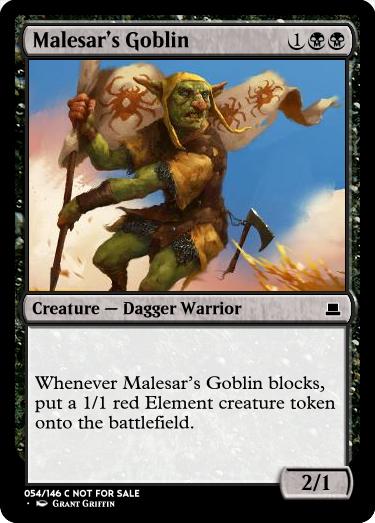 Malesar's Goblin 1
Creature — Dagger Warrior
Whenever Malesar's Goblin blocks,
put a 1/1 red Element creature token
onto the battlefield.
2/1
054/146 C NOT FOR SALE
• Grant Griffin